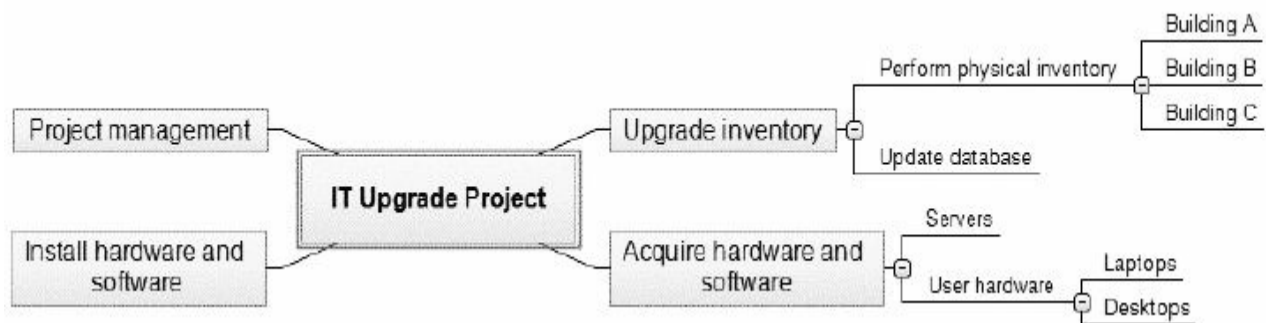 Project management
Install hardware and
software
IT Upgrade Project
Upgrade inventory
Perform physical inventory
Building A
Building B
Building C
Update database
Acquire hardware and
software
Servers
User hardware
Laptops
Desktops